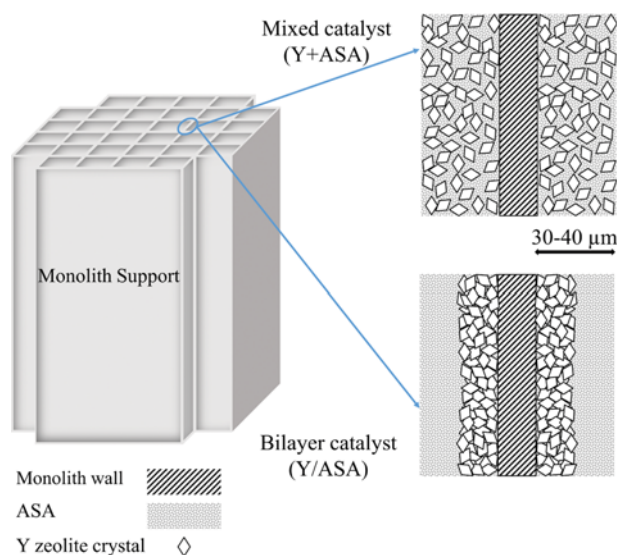 Mixed catalyst
(Y+ASA)
30-40 µm
Monolith Support
Bilayer catalyst
(Y/ASA)
Monolith wall
ASA
Y zeolite crystal